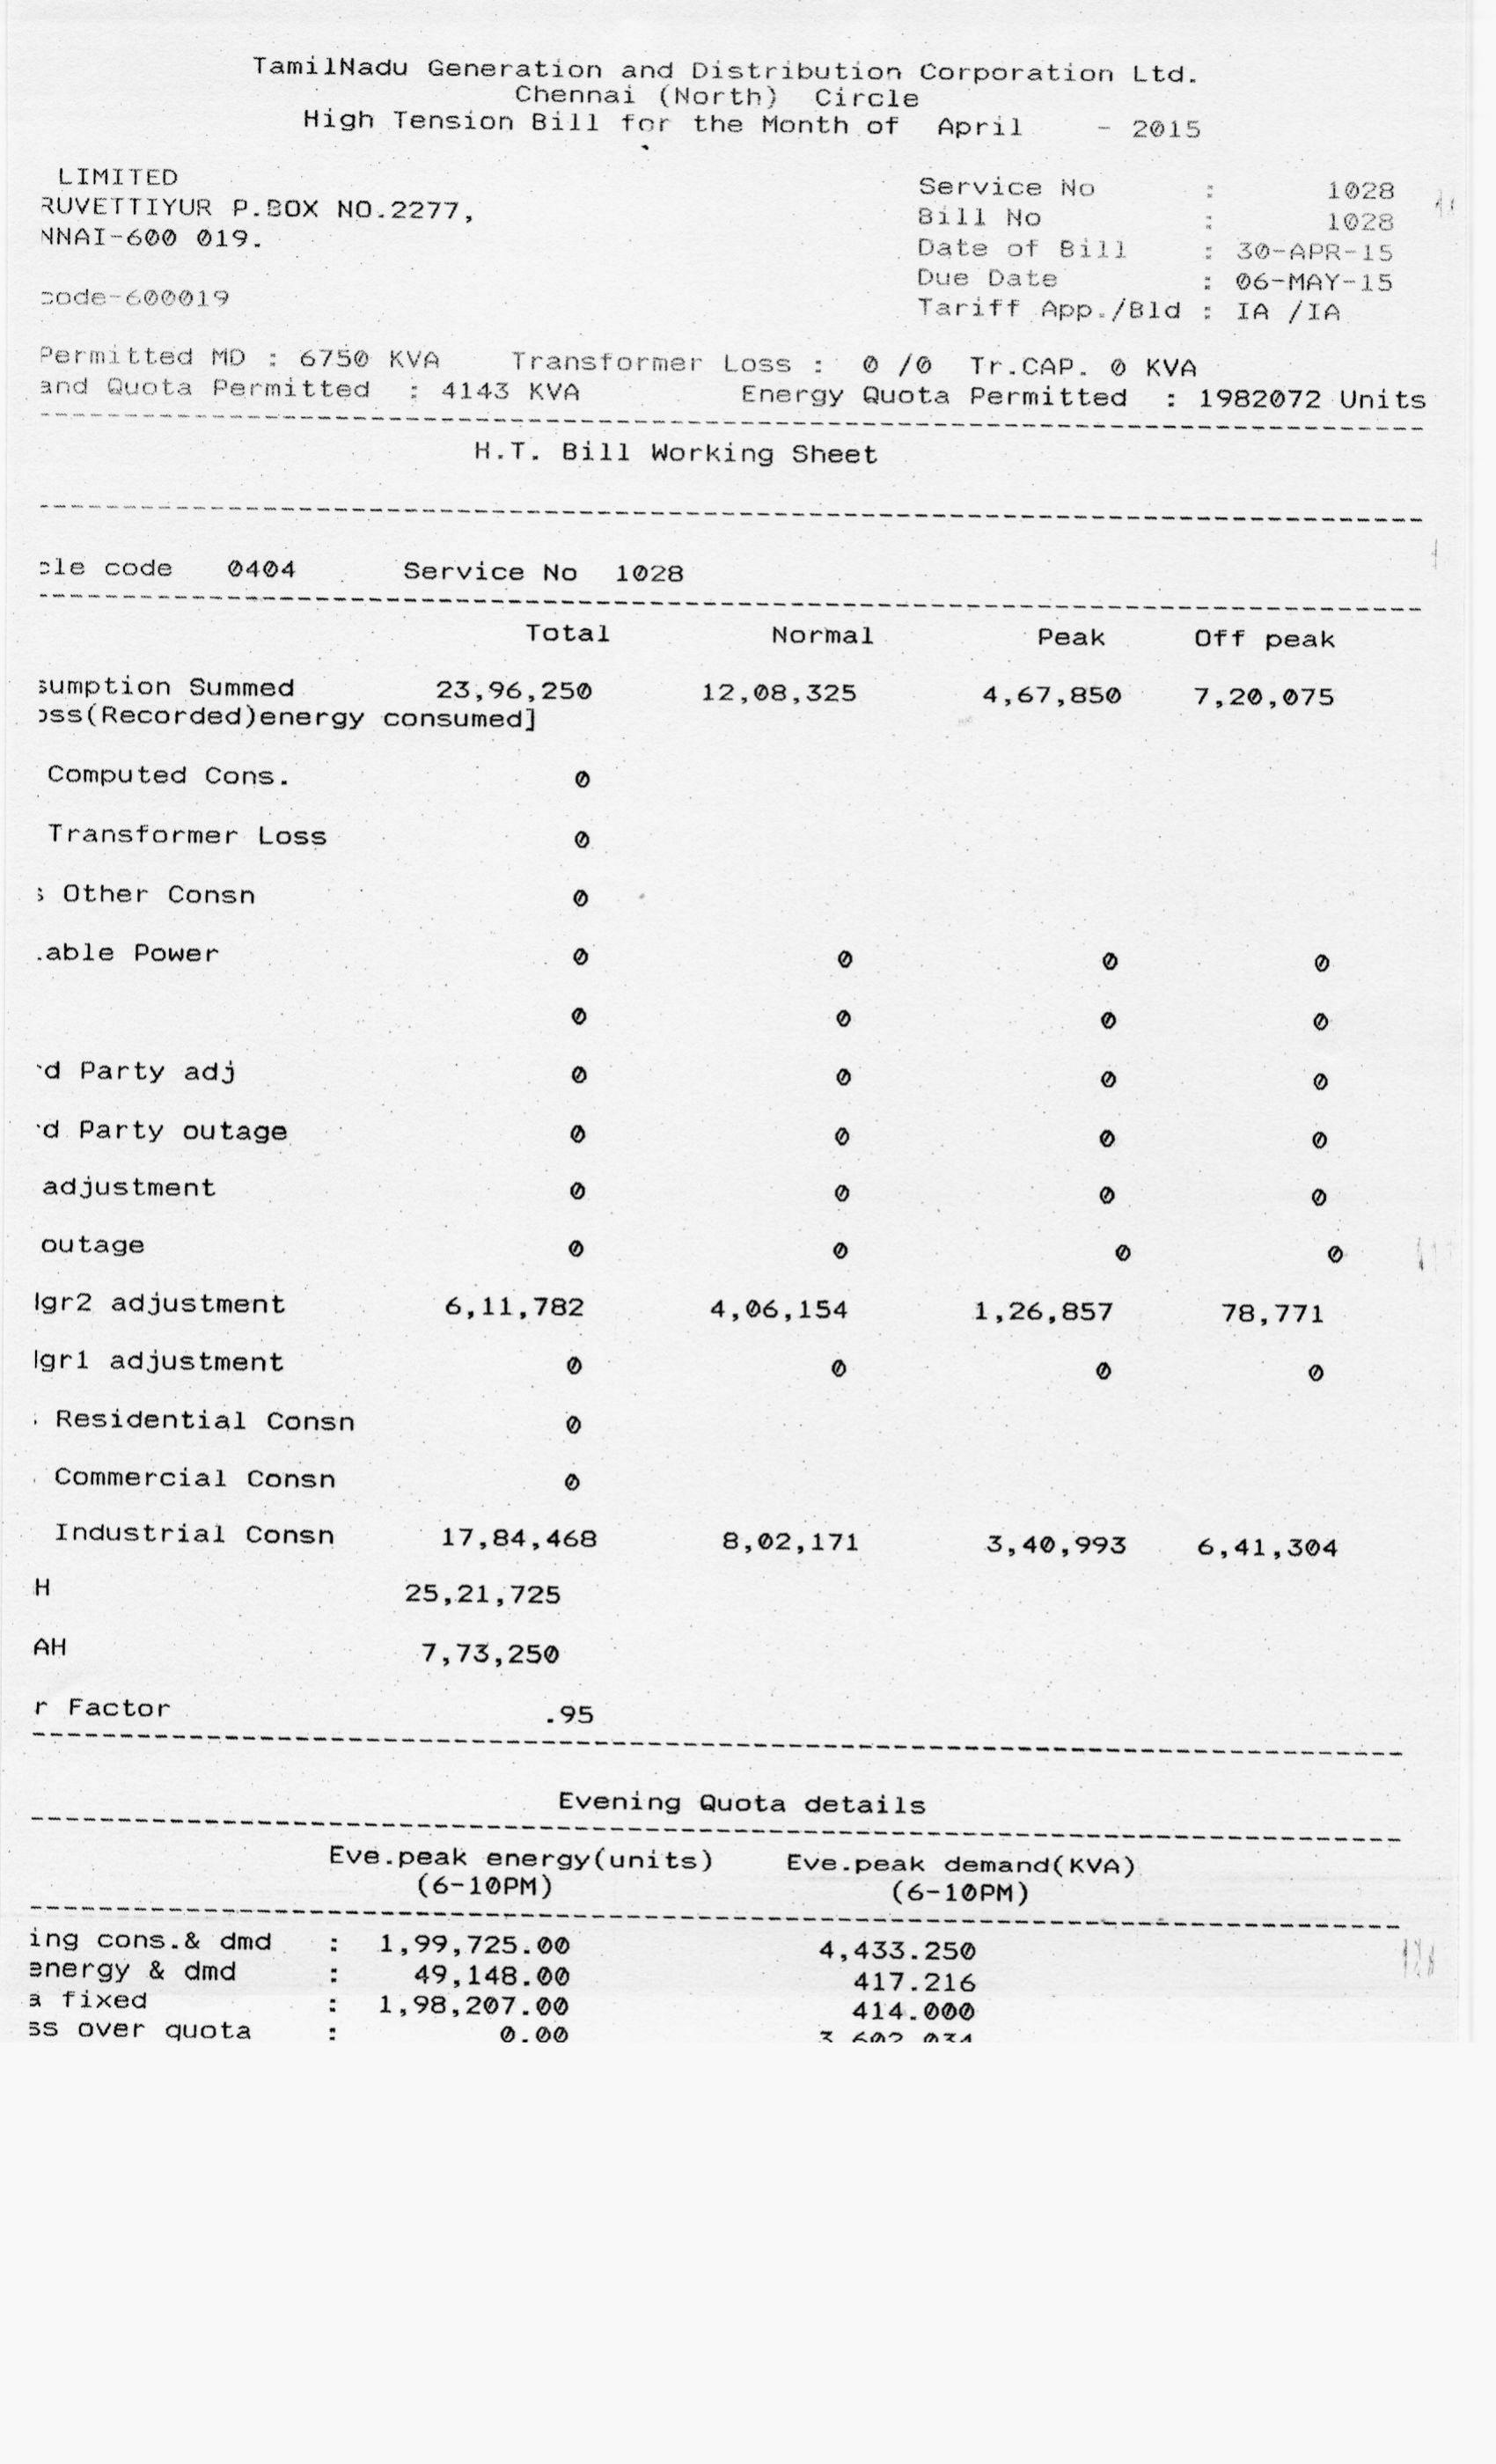 TamilNadu Generation and Distribution Corporation Ltd.
Chennai (North) Circle
High Tension Bill for the Month of April - 2015
LIMITED
RUVETTIYUR P.BOX NO.2277,
NNAI-600 019.
code-600019
Service No : 1028
Bill No : 1028
Date of Bill : 30-APR-15
Due Date : 06-MAY-15
Tariff App./Bld : IA /IA
Permitted MD : 6750 KVA Transformer Loss : 0 /0 Tr.CAP. 0 KVA
and Quota Permitted : 4143 KVA Energy Quota Permitted : 1982072 Units
H.T. Bill Working Sheet
cle code 0404 Service No 1028
Total Normal Peak Off peak
sumption Summed 23,96,250 12,08,325 4,67,850 7,20,075
oss(Recorded)energy consumed]
Computed Cons. 0
Transformer Loss 0
s Other Consn 0
.able Power 0 0 0 0
0 0 0 0
d Party adj 0 0 0 0
d Party outage 0 0 0 0
adjustment 0 0 0 0
outage 0 0 0 0
gr2 adjustment 6,11,782 4,06,154 1,26,857 78,771
gr1 adjustment 0 0 0 0
Residential Consn 0
Commercial Consn 0
Industrial Consn 17,84,468 8,02,171 3,40,993 6,41,304
H 25,21,725
AH 7,73,250
r Factor .95
Evening Quota details
Eve.peak energy(units) Eve.peak demand(KVA)
(6-10PM) (6-10PM)
ing cons.& dmd : 1,99,725.00 4,433.250
energy & dmd : 49,148.00 417.216
a fixed : 1,98,207.00 414.000
ss over quota : 0.00 3,602.034